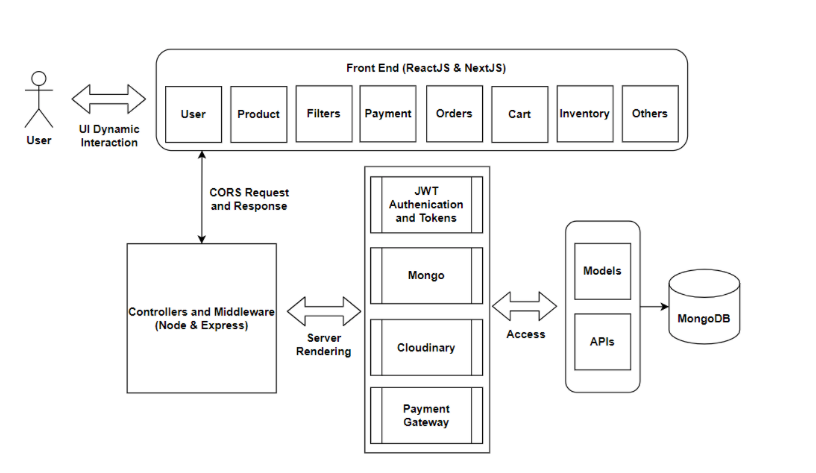 Front End (ReactJS & NextJS)
User
Product
Filters
Payment
Orders
Cart
Inventory
Others
User
UI Dynamic
Interaction
CORS Request
and Response
JWT
Authenication
and Tokens
Mongo
Cloudinary
Payment
Gateway
Controllers and Middleware
(Node & Express)
Server
Rendering
Access
Models
APIs
MongoDB